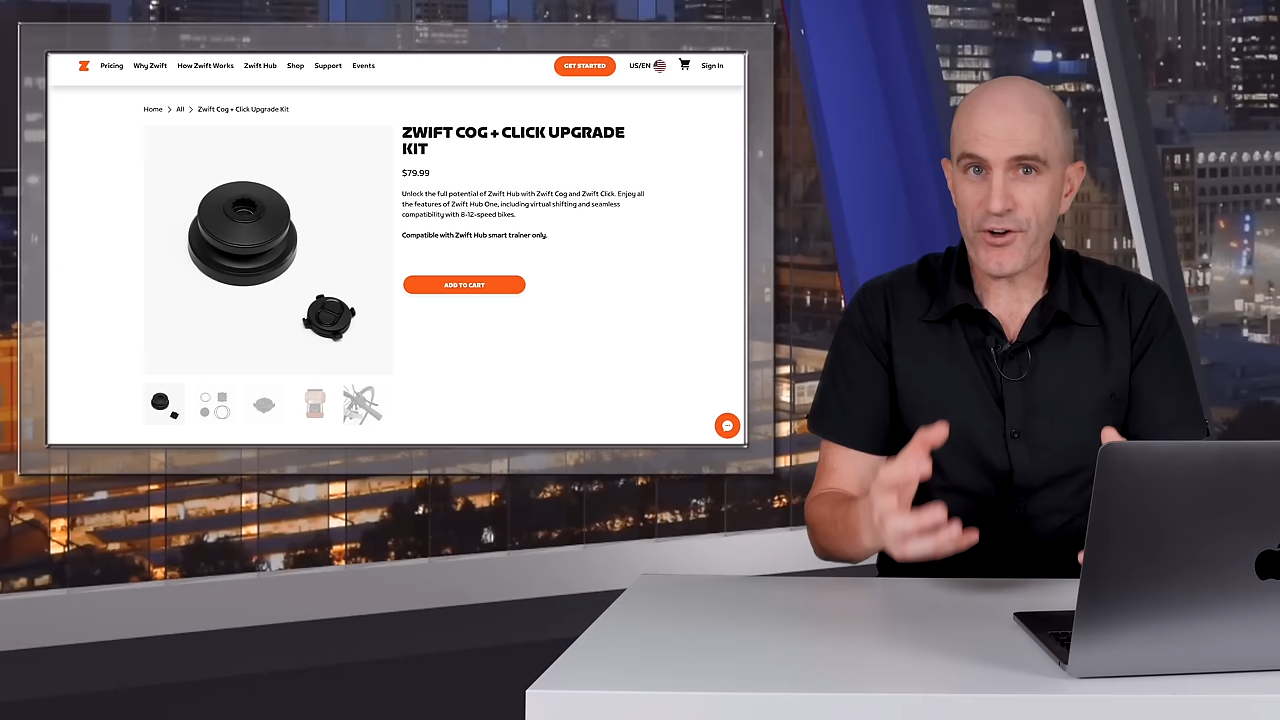 Pricing Why Zwift How Zwift Works Zwift Hub Shop Support Events GET STARTED US/EN Sign In
Home All Zwift Cog + Click Upgrade Kit
ZWIFT COG + CLICK UPGRADE
KIT
$79.99
Unlock the full potential of Zwift Hub with Zwift Cog and Zwift Click. Enjoy all
the features of Zwift Hub One, including virtual shifting and seamless
compatibility with 8-12-speed bikes.
Compatible with Zwift Hub smart trainer only.
ADD TO CART